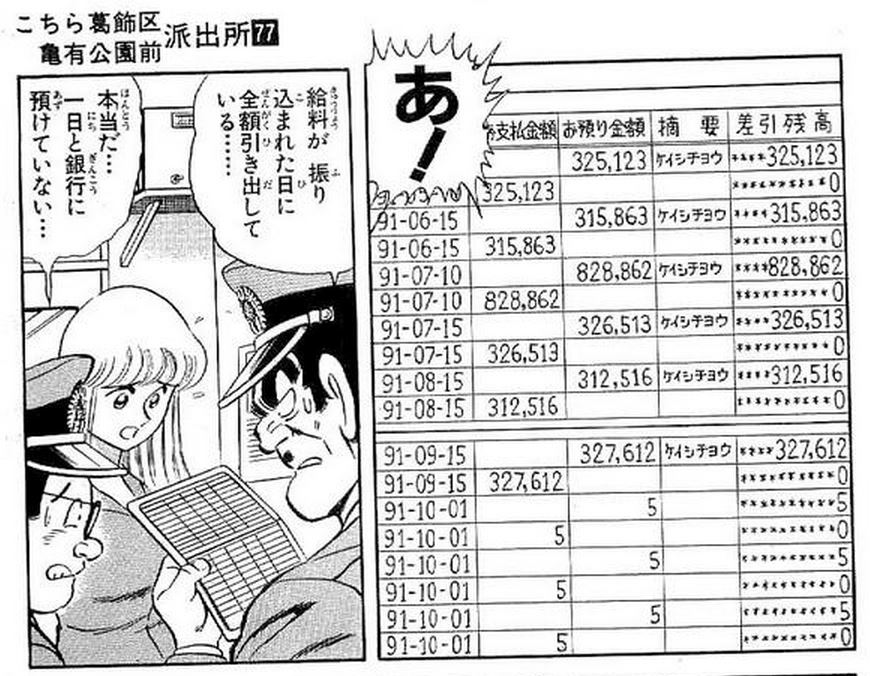 こちら葛飾区
亀有公園前
派出所77
給料が振り
込まれた日に
全額引き出して
いる……
本当だ…
一日と銀行に
預けていない…
あ!
お支払金額 お預り金額 摘要 差引残高
325,123 ケイシチヨウ ****325,123
325,123 **********0
91-06-15 315,863 ケイシチヨウ ****315,863
91-06-15 315,863 **********0
91-07-10 828,862 ケイシチヨウ ****828,862
91-07-10 828,862 **********0
91-07-15 326,513 ケイシチヨウ ****326,513
91-07-15 326,513 **********0
91-08-15 312,516 ケイシチヨウ ****312,516
91-08-15 312,516 **********0
91-09-15 327,612 ケイシチヨウ ****327,612
91-09-15 327,612 **********0
91-10-01 5 **********5
91-10-01 5 **********0
91-10-01 5 **********5
91-10-01 5 **********0
91-10-01 5 **********5
91-10-01 5 **********0